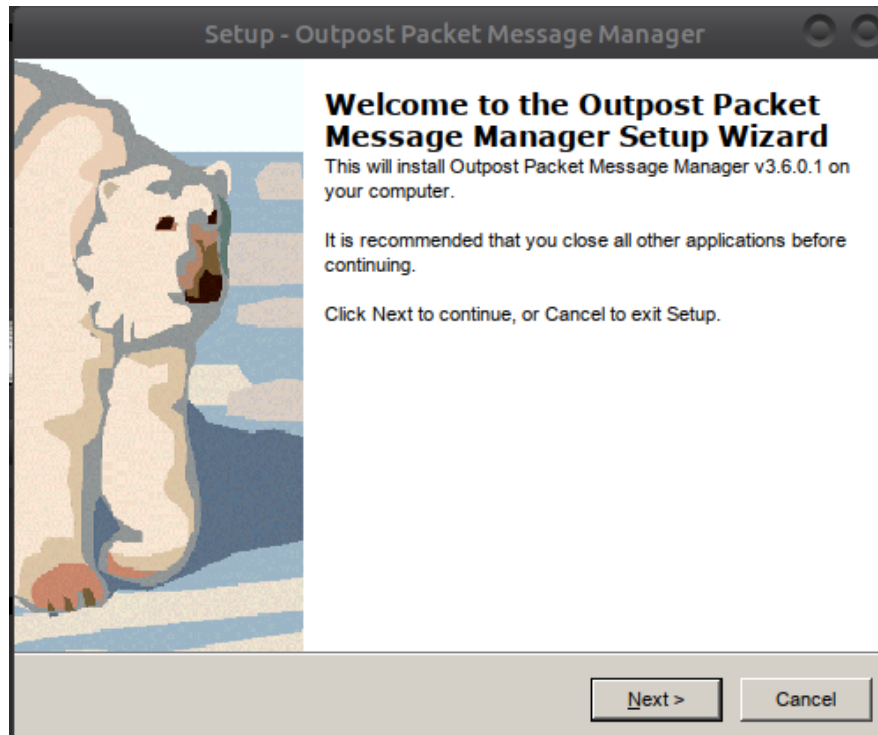 Setup - Outpost Packet Message Manager
Welcome to the Outpost Packet
Message Manager Setup Wizard
This will install Outpost Packet Message Manager v3.6.0.1 on
your computer.
It is recommended that you close all other applications before
continuing.
Click Next to continue, or Cancel to exit Setup.
Next >
Cancel